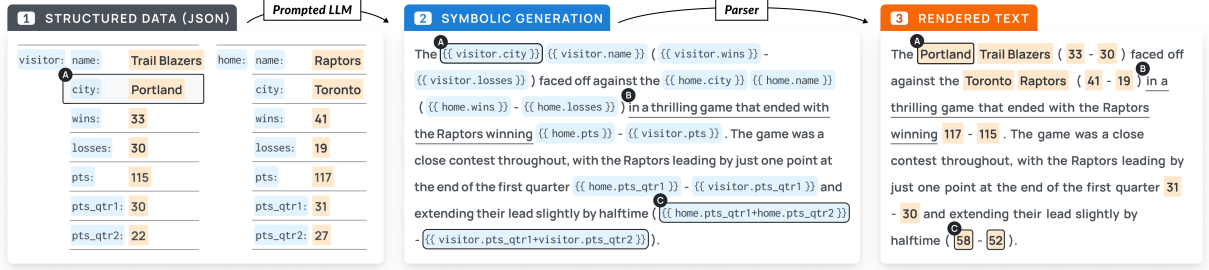 1 STRUCTURED DATA (JSON)
Prompted LLM
2 SYMBOLIC GENERATION
Parser
3 RENDERED TEXT
visitor: name: Trail Blazers
A
city: Portland
wins: 33
losses: 30
pts: 115
pts_qtr1: 30
pts_qtr2: 22
home: name: Raptors
city: Toronto
wins: 41
losses: 19
pts: 117
pts_qtr1: 31
pts_qtr2: 27
A
The {{ visitor.city }} {{ visitor.name }} ( {{ visitor.wins }} -
{{ visitor.losses }} ) faced off against the {{ home.city }} {{ home.name }}
B
( {{ home.wins }} - {{ home.losses }} ) in a thrilling game that ended with
the Raptors winning {{ home.pts }} - {{ visitor.pts }} . The game was a
close contest throughout, with the Raptors leading by just one point at
the end of the first quarter {{ home.pts_qtr1 }} - {{ visitor.pts_qtr1 }} and
C
extending their lead slightly by halftime ( {{ home.pts_qtr1+home.pts_qtr2 }}
- {{ visitor.pts_qtr1+visitor.pts_qtr2 }} ).
A
The Portland Trail Blazers ( 33 - 30 ) faced off
B
against the Toronto Raptors ( 41 - 19 ) in a
thrilling game that ended with the Raptors
winning 117 - 115 . The game was a close
contest throughout, with the Raptors leading by
just one point at the end of the first quarter 31
- 30 and extending their lead slightly by
C
halftime ( 58 - 52 ).